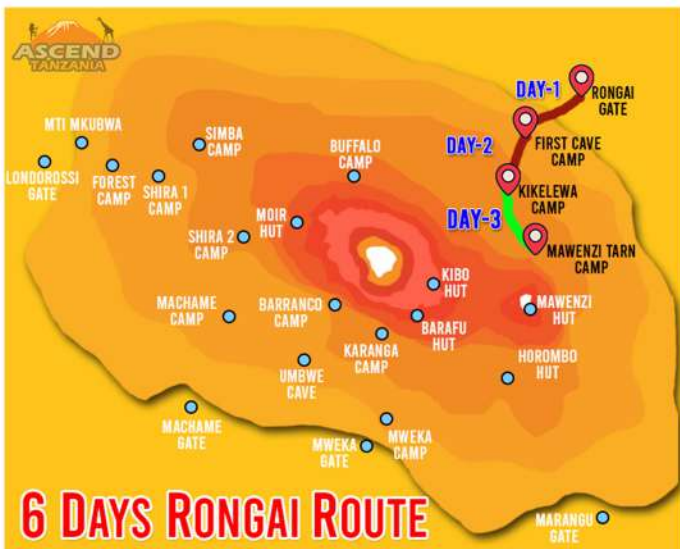 ASCEND
TANZANIA
DAY-1
RONGAI
GATE
MTI MKUBWA
SIMBA
CAMP
BUFFALO
CAMP
DAY-2
FIRST CAVE
CAMP
LONDOROSSI
GATE
FOREST
CAMP
SHIRA 1
CAMP
KIKELEWA
CAMP
MOIR
HUT
DAY-3
SHIRA 2
CAMP
MAWENZI TARN
CAMP
KIBO
HUT
MACHAME
CAMP
BARRANCO
CAMP
BARAFU
HUT
MAWENZI
HUT
KARANGA
CAMP
UMBWE
CAVE
HOROMBO
HUT
MACHAME
GATE
MWEKA
GATE
MWEKA
CAMP
6 DAYS RONGAI ROUTE
MARANGU
GATE